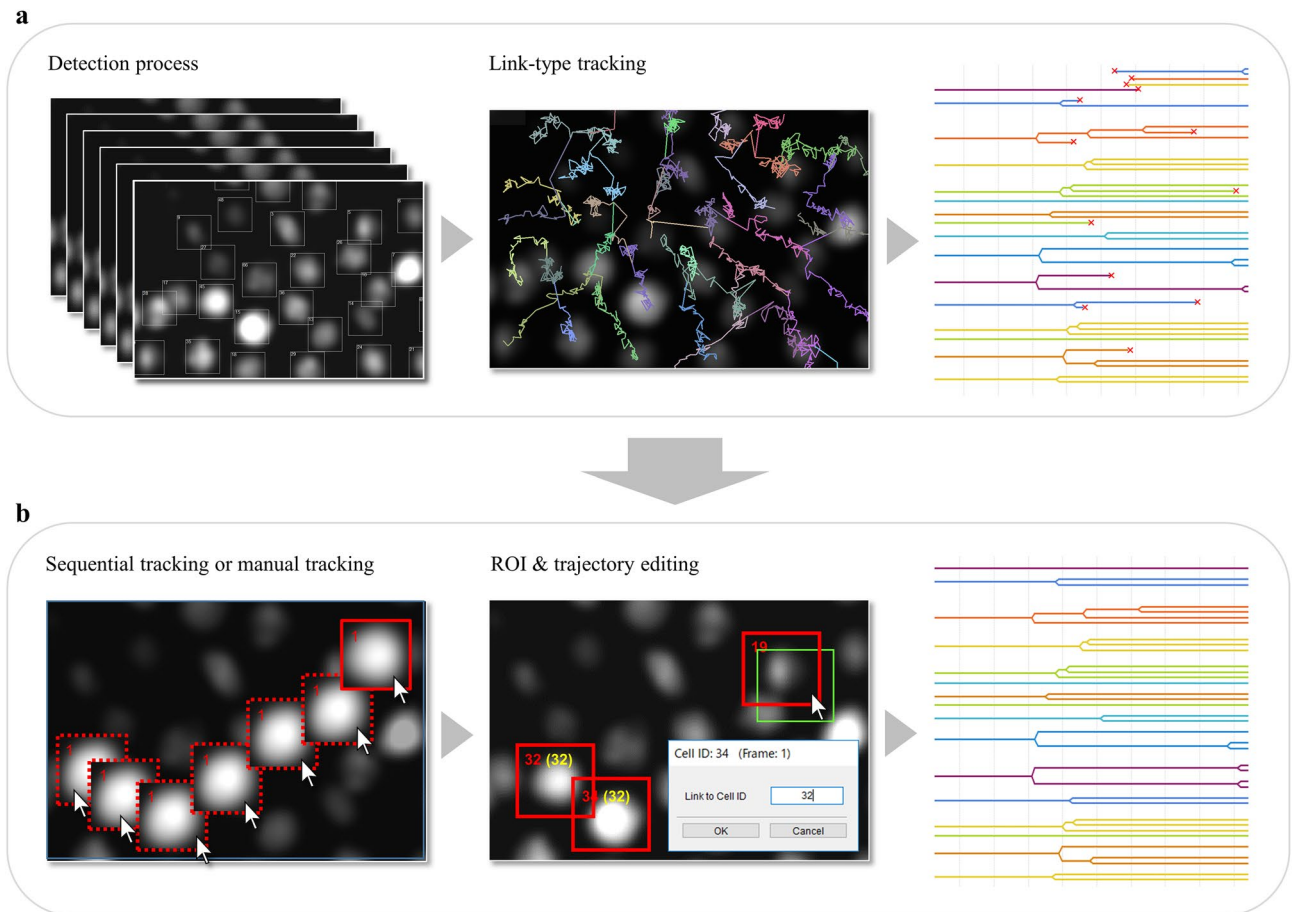 a
Detection process
Link-type tracking
b
Sequential tracking or manual tracking
ROI & trajectory editing
1
1
1
1
1
1
1
19
32 (32)
34 (32)
Cell ID: 34 (Frame: 1)
Link to Cell ID 32
OK Cancel